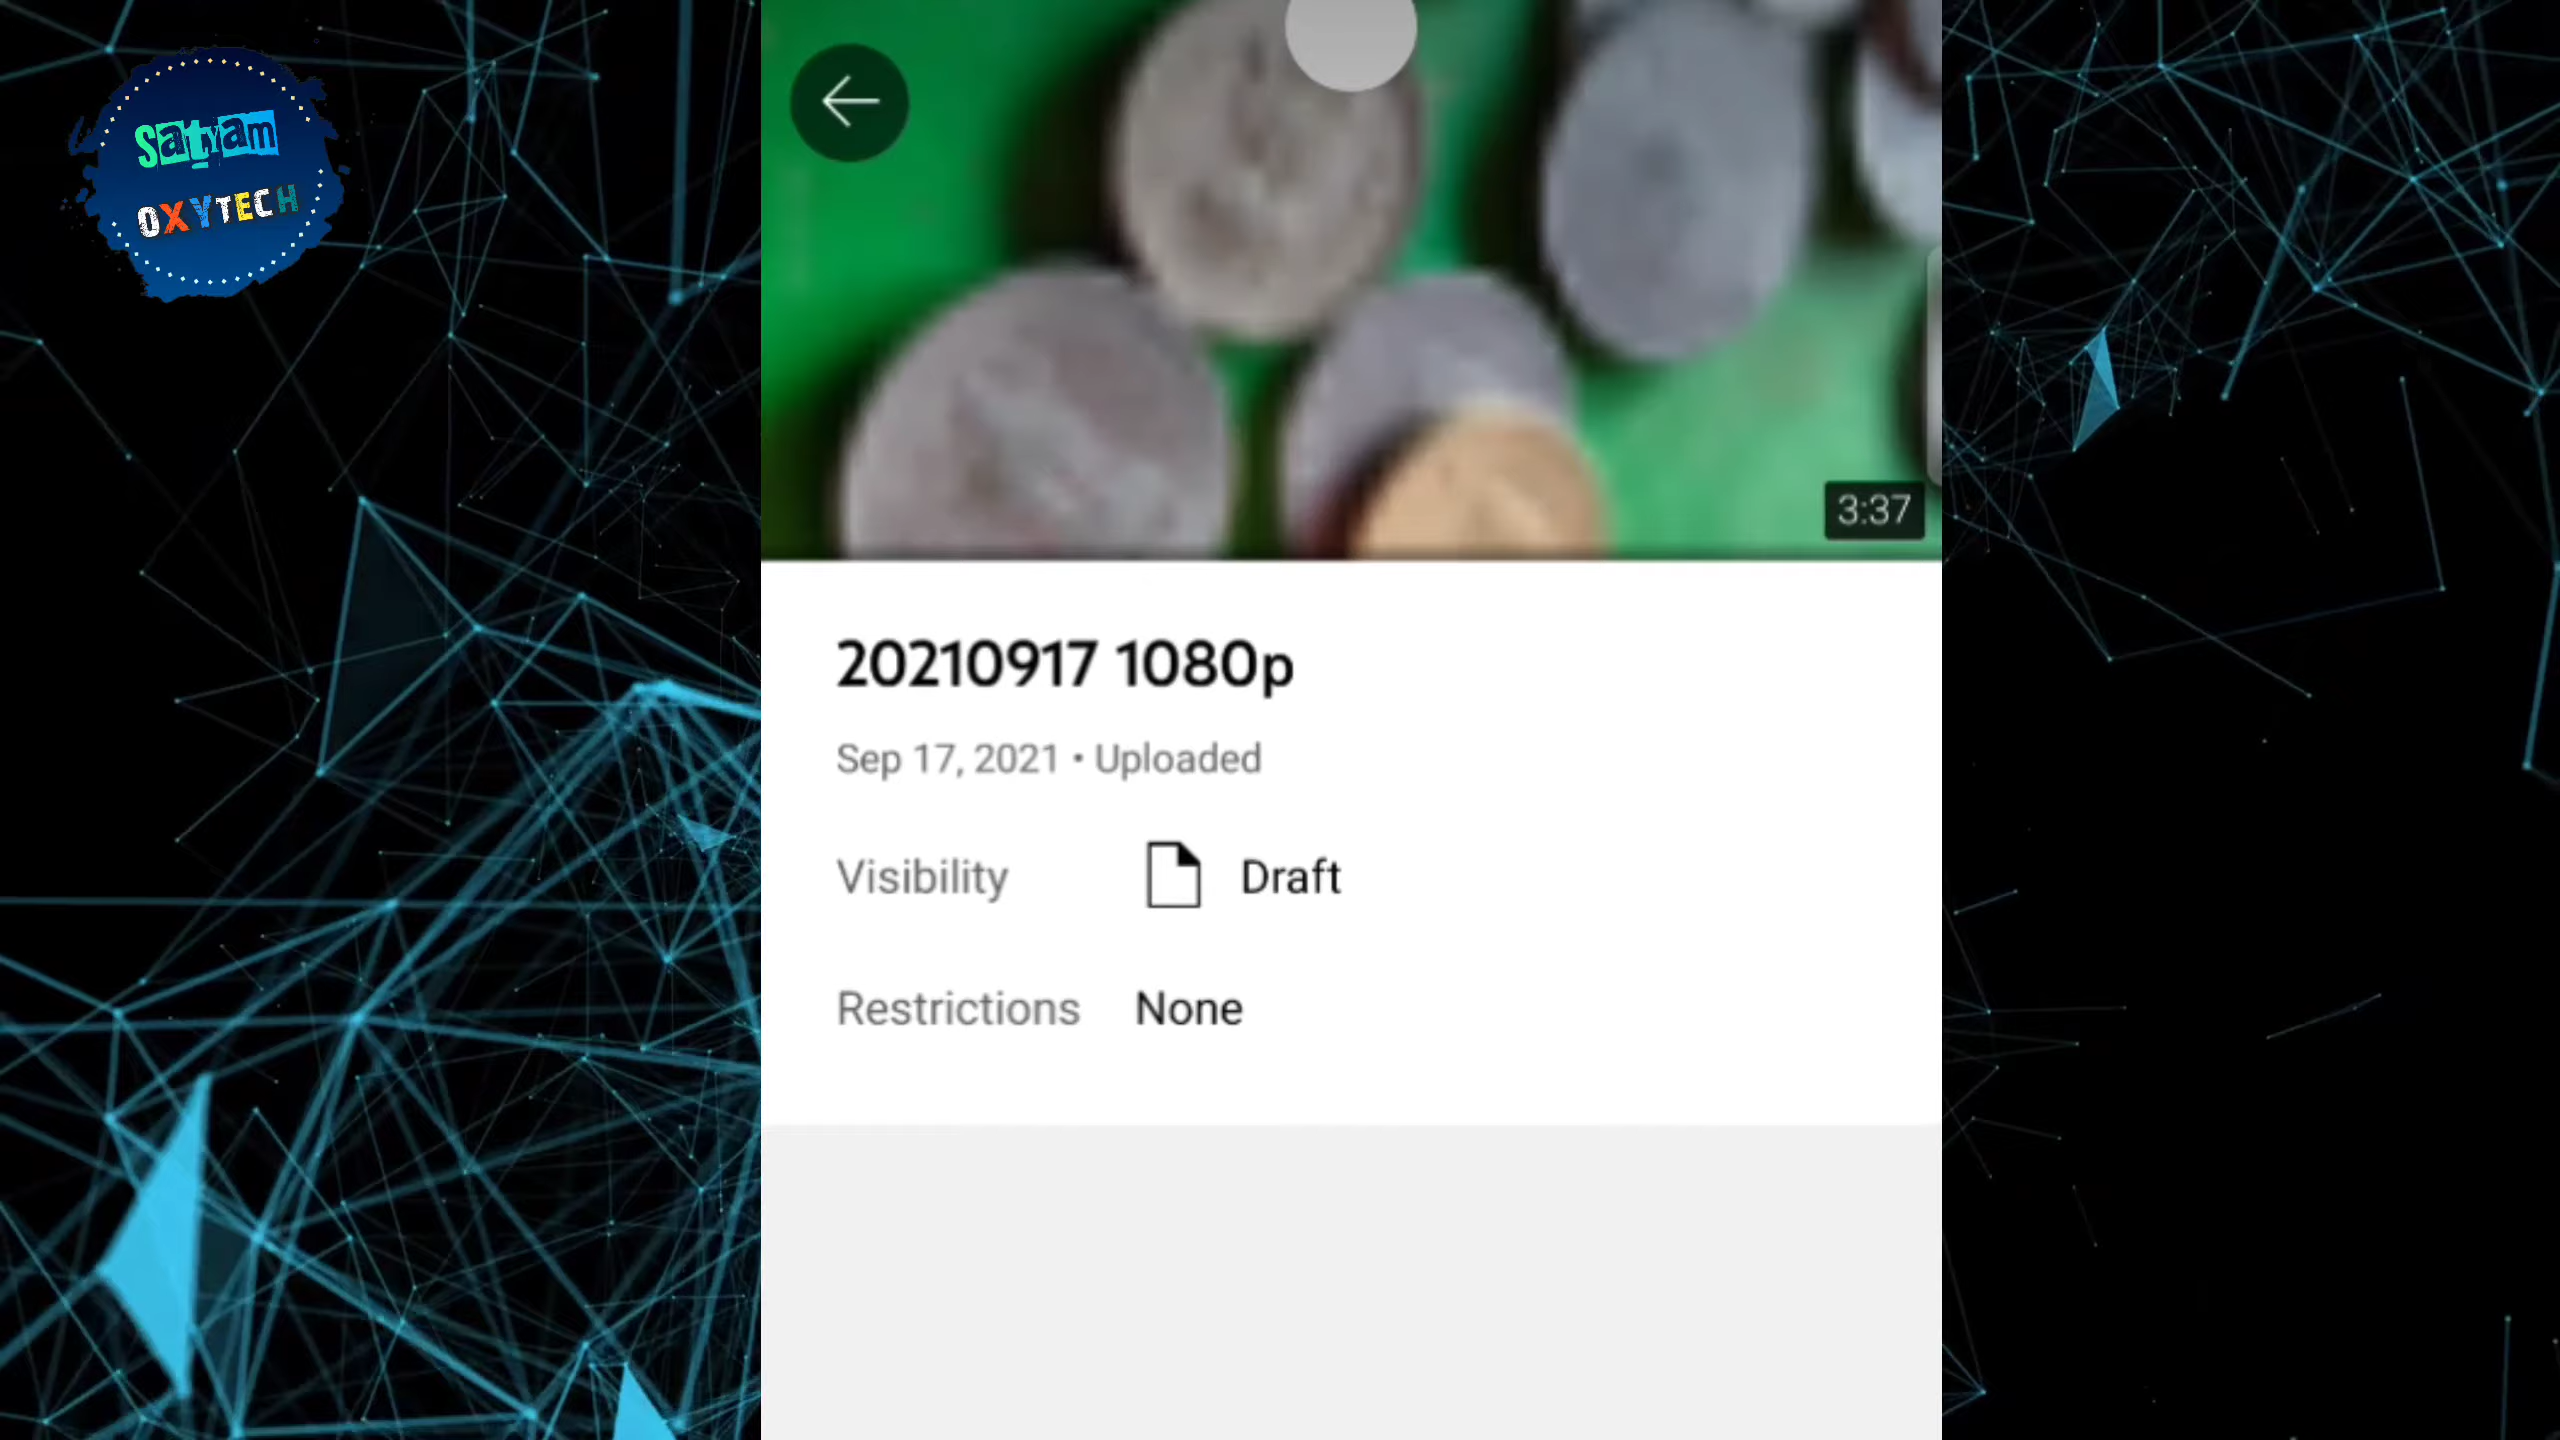 Satyam
OXYTECH
3:37
20210917 1080p
Sep 17, 2021 • Uploaded
Visibility Draft
Restrictions None